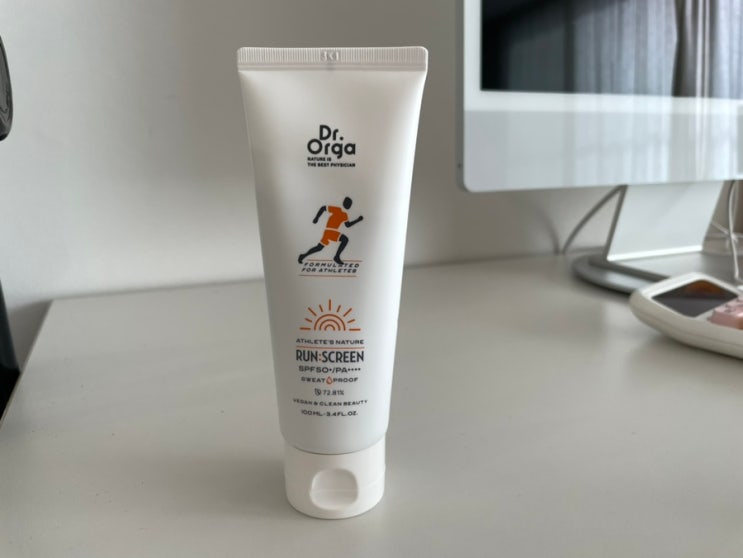 Dr.
Orga
NATURE IS
THE BEST PHYSICIAN
FORMULATED
FOR ATHLETES
ATHLETE'S NATURE
RUN:SCREEN
SPF50+/PA++++
SWEAT PROOF
72.81%
VEGAN & CLEAN BEAUTY
100ML-3.4FL.OZ.